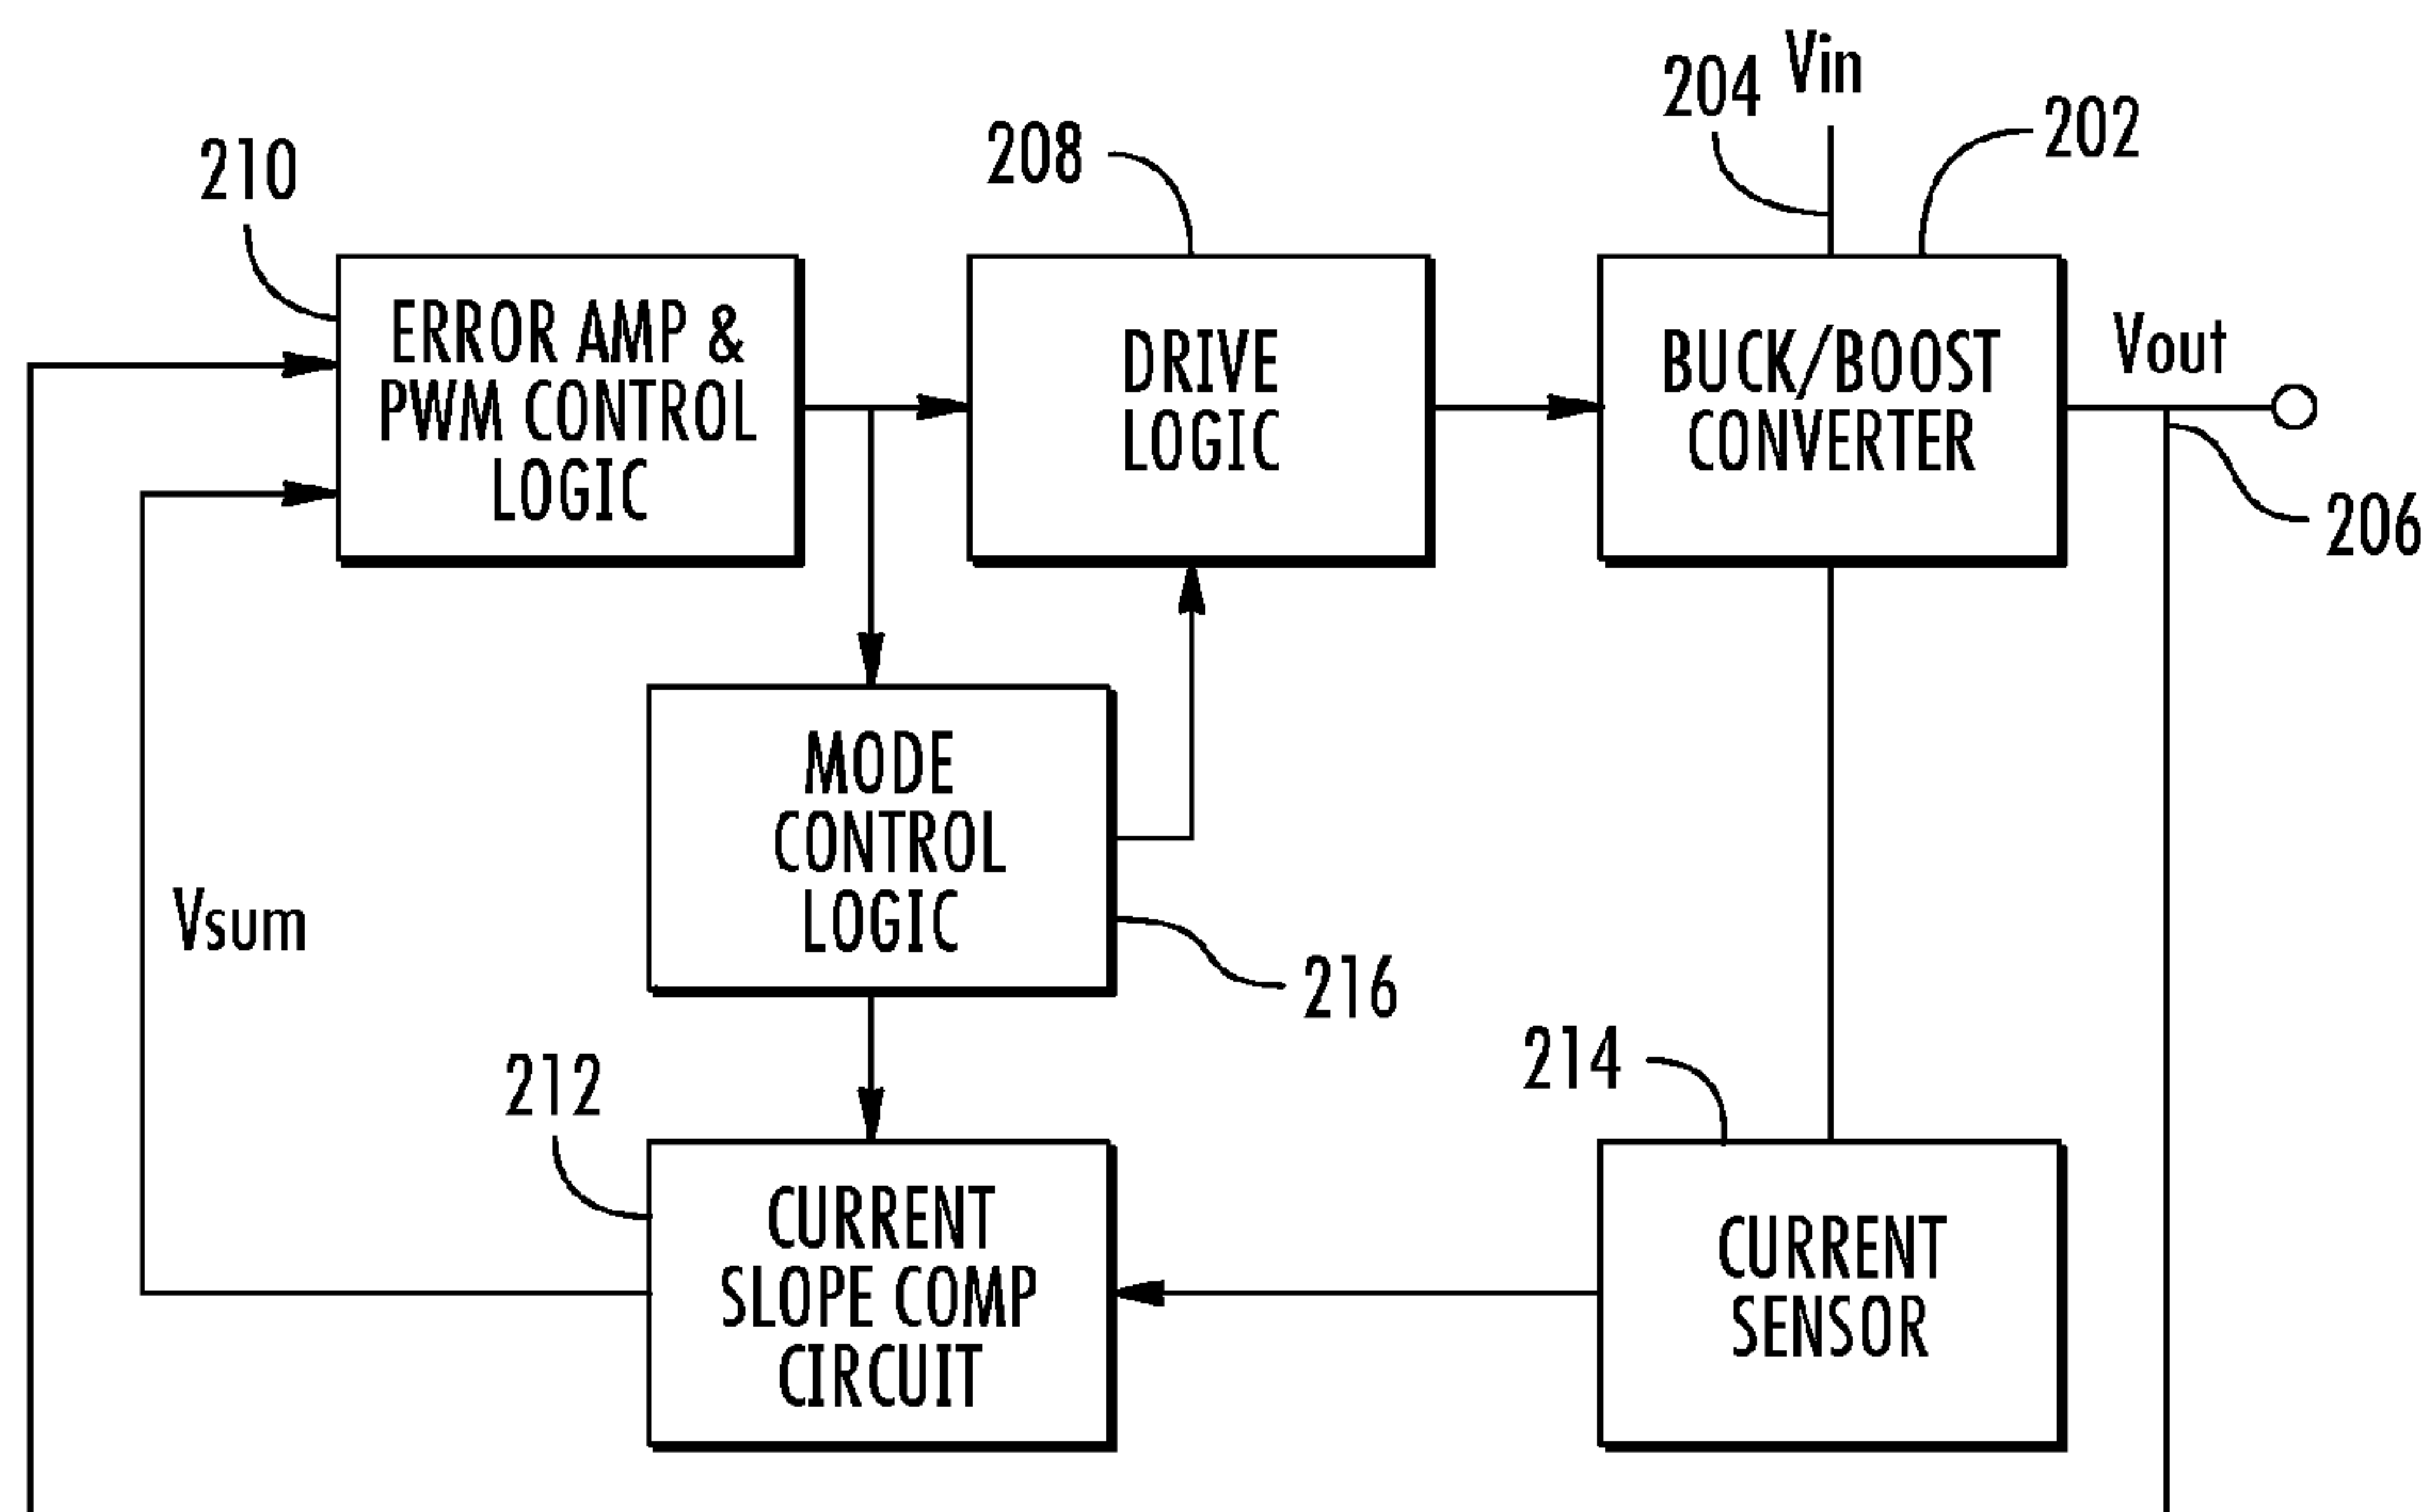 204 Vin
202
208
210
ERROR AMP &
PWM CONTROL
LOGIC
DRIVE
LOGIC
BUCK/BOOST
CONVERTER
Vout
206
MODE
CONTROL
LOGIC
Vsum
216
214
212
CURRENT
SLOPE COMP
CIRCUIT
CURRENT
SENSOR